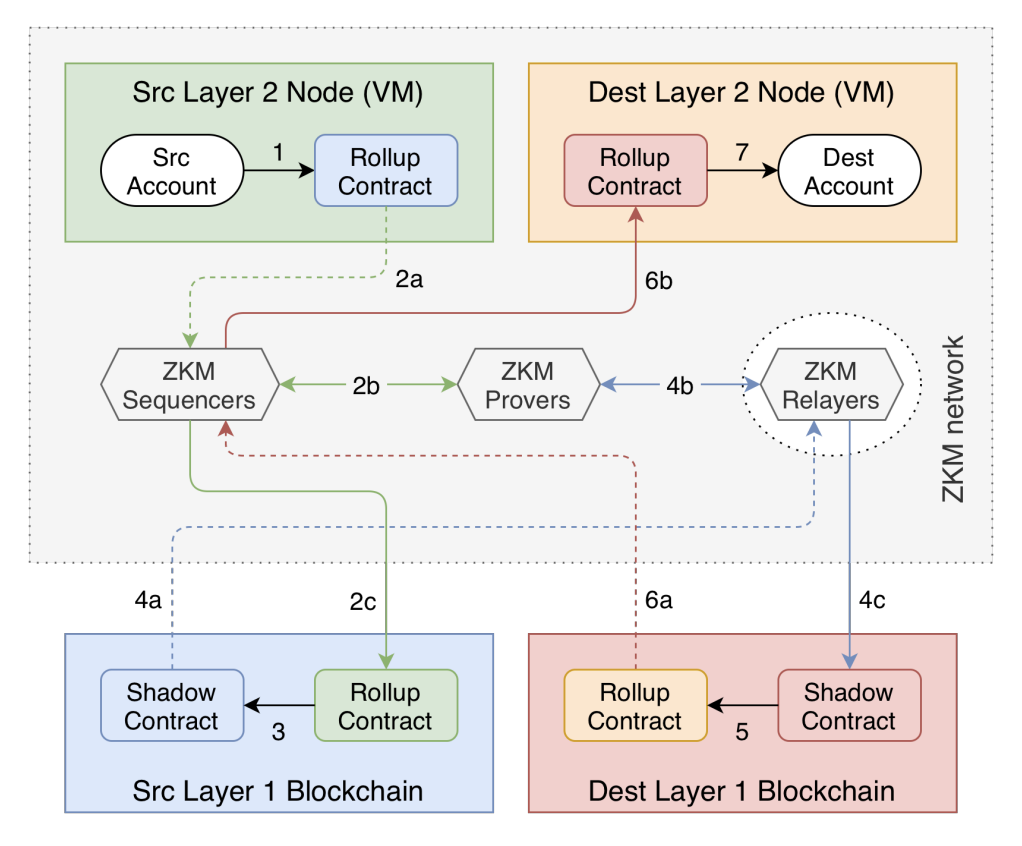 Src Layer 2 Node (VM)
Src
Account
1
Rollup
Contract
Dest Layer 2 Node (VM)
Rollup
Contract
7
Dest
Account
2a
6b
ZKM
Sequencers
2b
ZKM
Provers
4b
ZKM
Relayers
ZKM network
4a
2c
6a
4c
Shadow
Contract
3
Rollup
Contract
Src Layer 1 Blockchain
Rollup
Contract
5
Shadow
Contract
Dest Layer 1 Blockchain